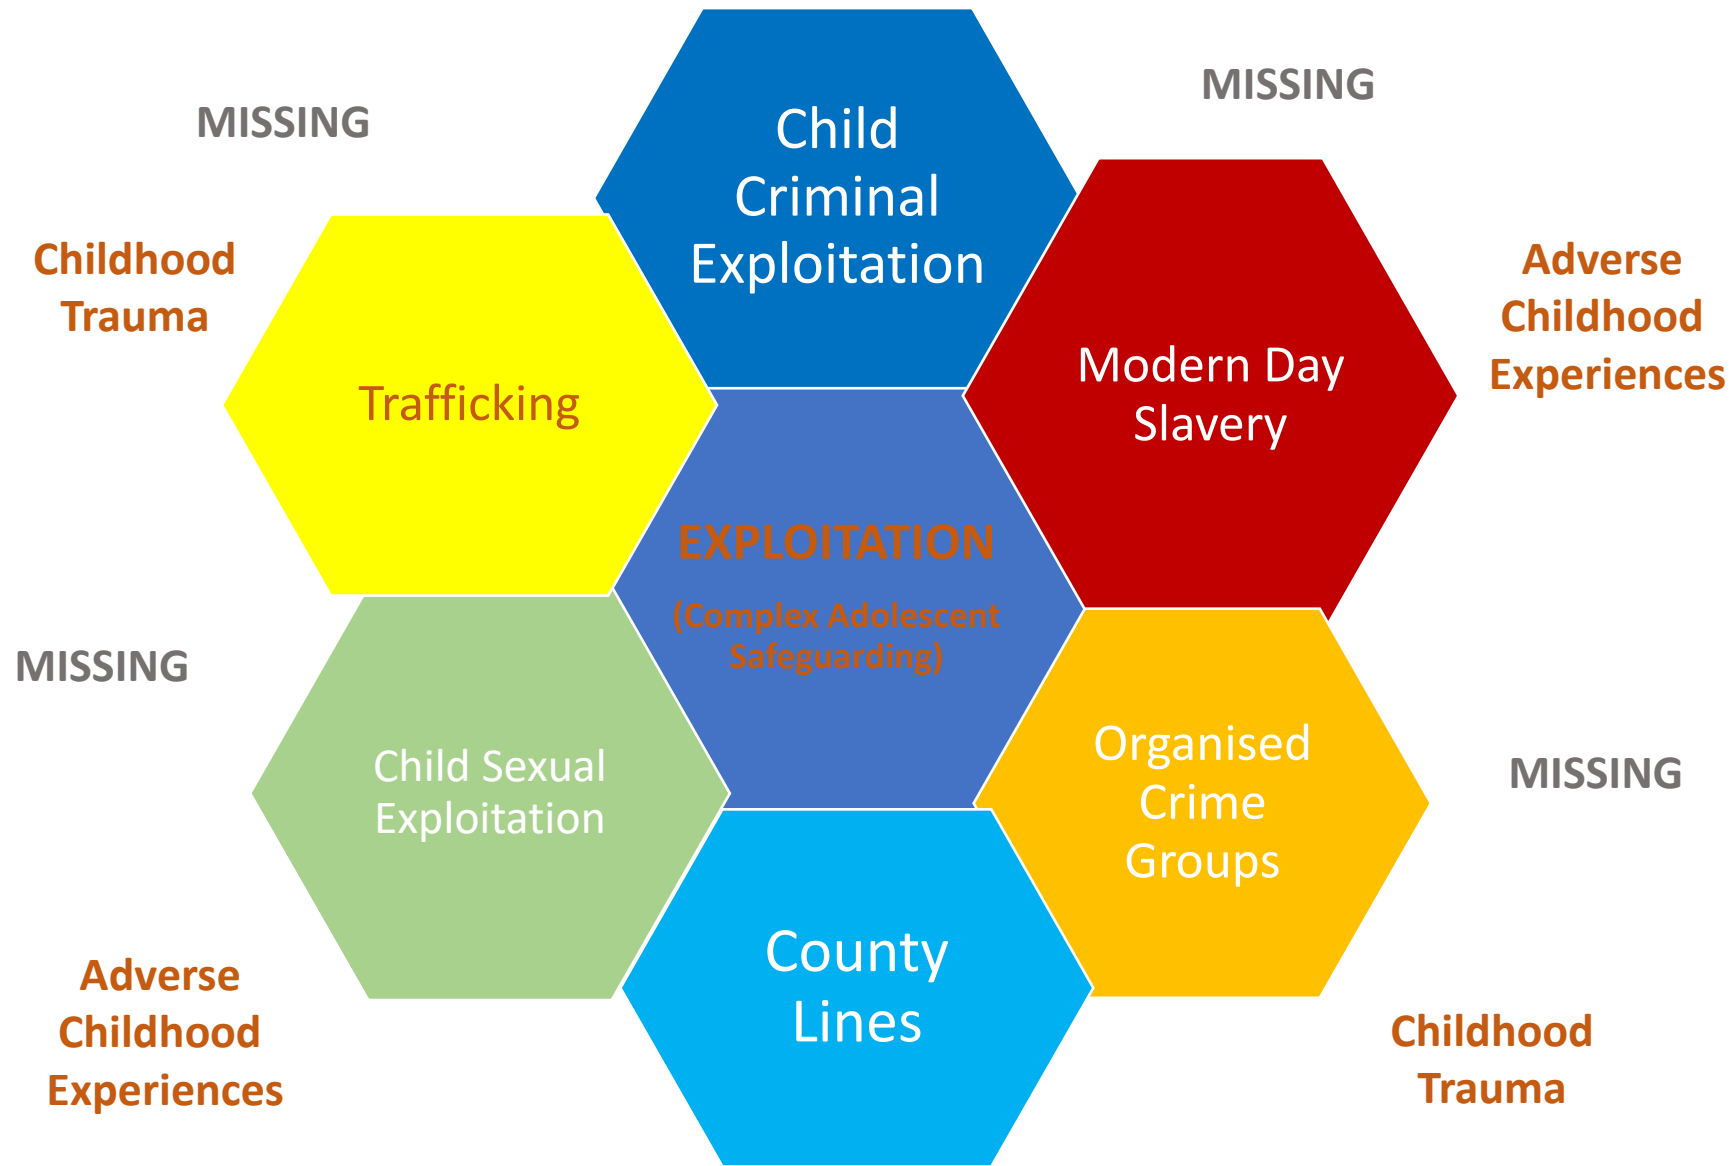 MISSING
Child
Criminal
Exploitation
MISSING
Childhood
Trauma
Trafficking
Modern Day
Slavery
Adverse
Childhood
Experiences
EXPLOITATION
(Complex Adolescent
Safeguarding)
MISSING
Child Sexual
Exploitation
Organised
Crime
Groups
MISSING
Adverse
Childhood
Experiences
County
Lines
Childhood
Trauma